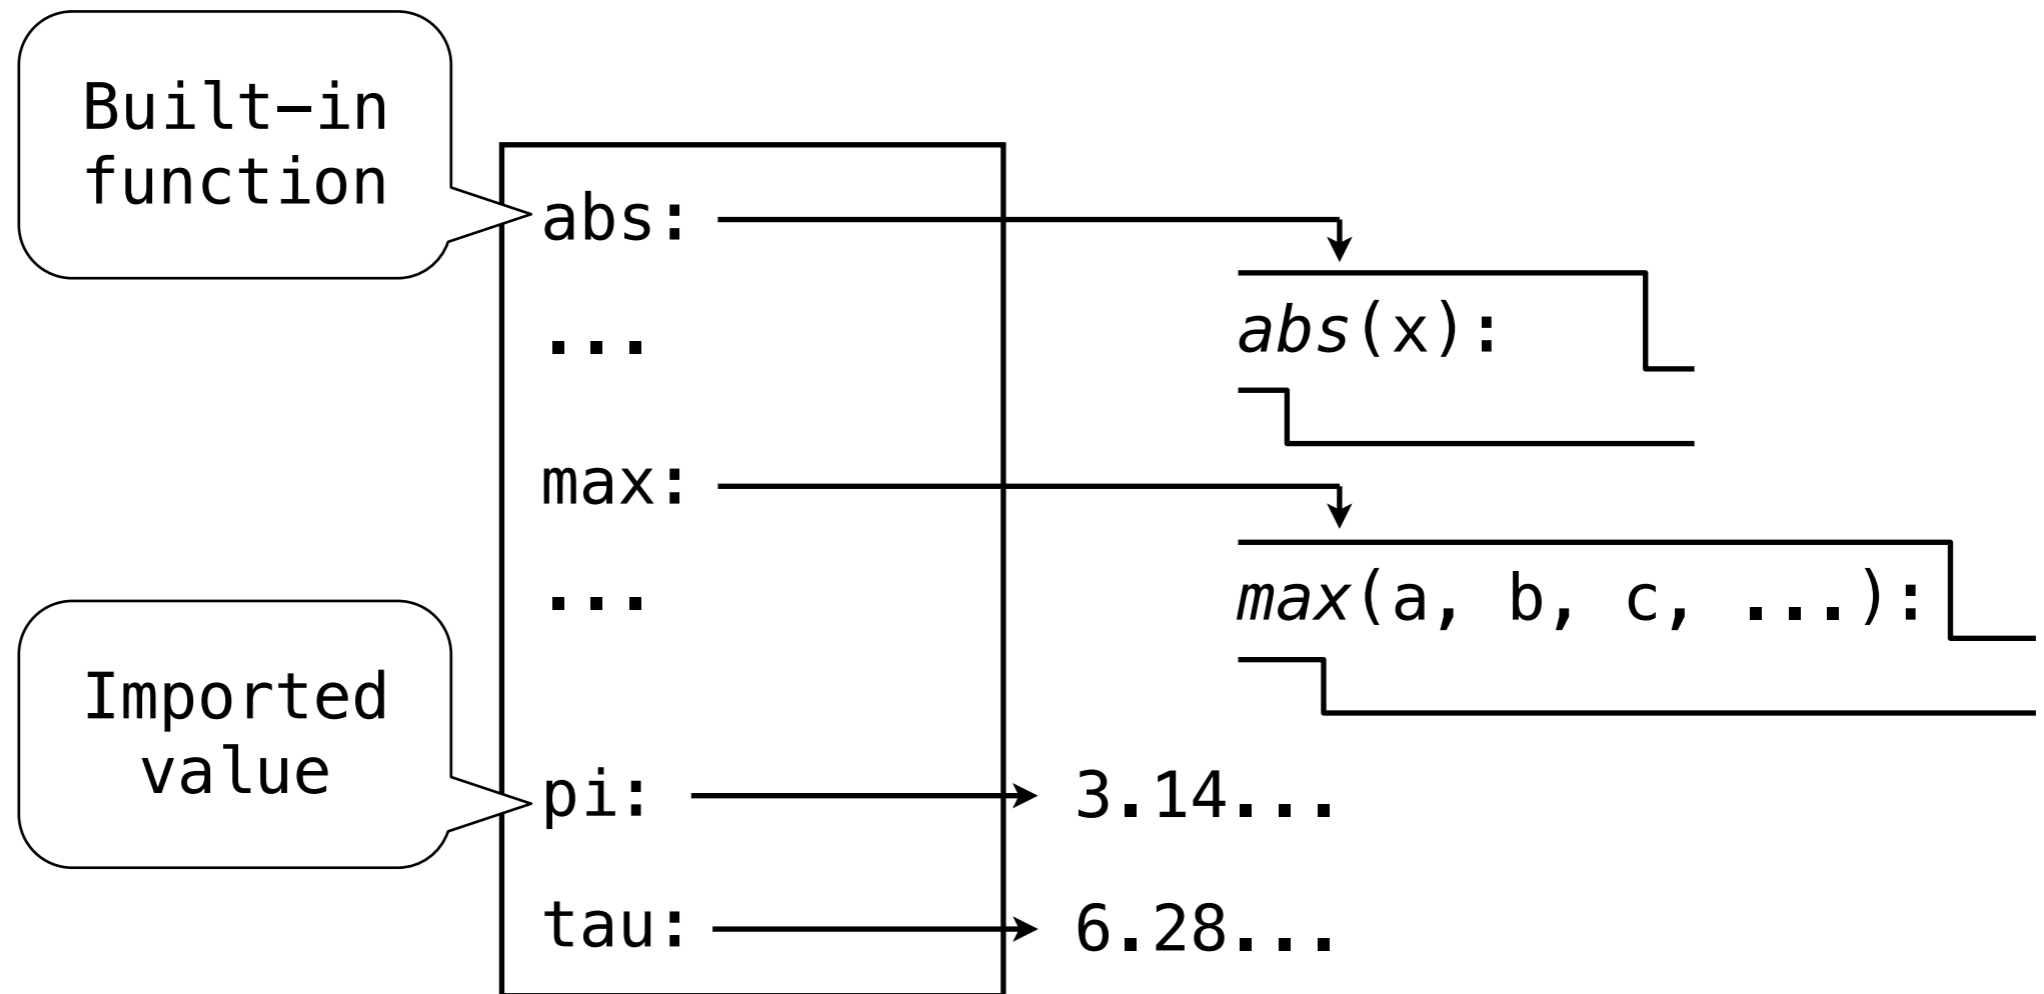 Built-in
function
abs:
abs(x):
...
max:
max(a, b, c, ...):
...
Imported
value
pi:
3.14...
tau:
6.28...